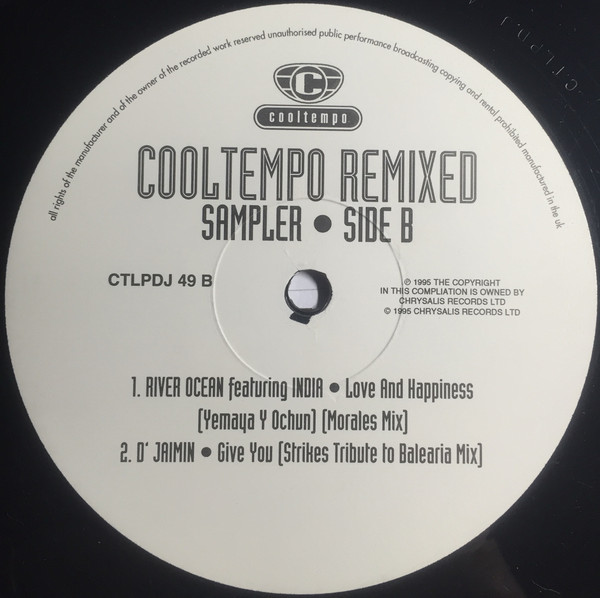 all rights of the manufacturer and of the owner of the recorded work reserved unauthorised public performance broadcasting copying and rental prohibited manufactured in the uk
C
cooltempo
COOLTEMPO REMIXED
SAMPLER • SIDE B
CTLPDJ 49 B
℗ 1995 THE COPYRIGHT
IN THIS COMPLIATION IS OWNED BY
CHRYSALIS RECORDS LTD
© 1995 CHRYSALIS RECORDS LTD
1. RIVER OCEAN featuring INDIA • Love And Happiness
(Yemaya Y Ochun) (Morales Mix)
2. D' JAIMIN • Give You (Strikes Tribute to Balearia Mix)